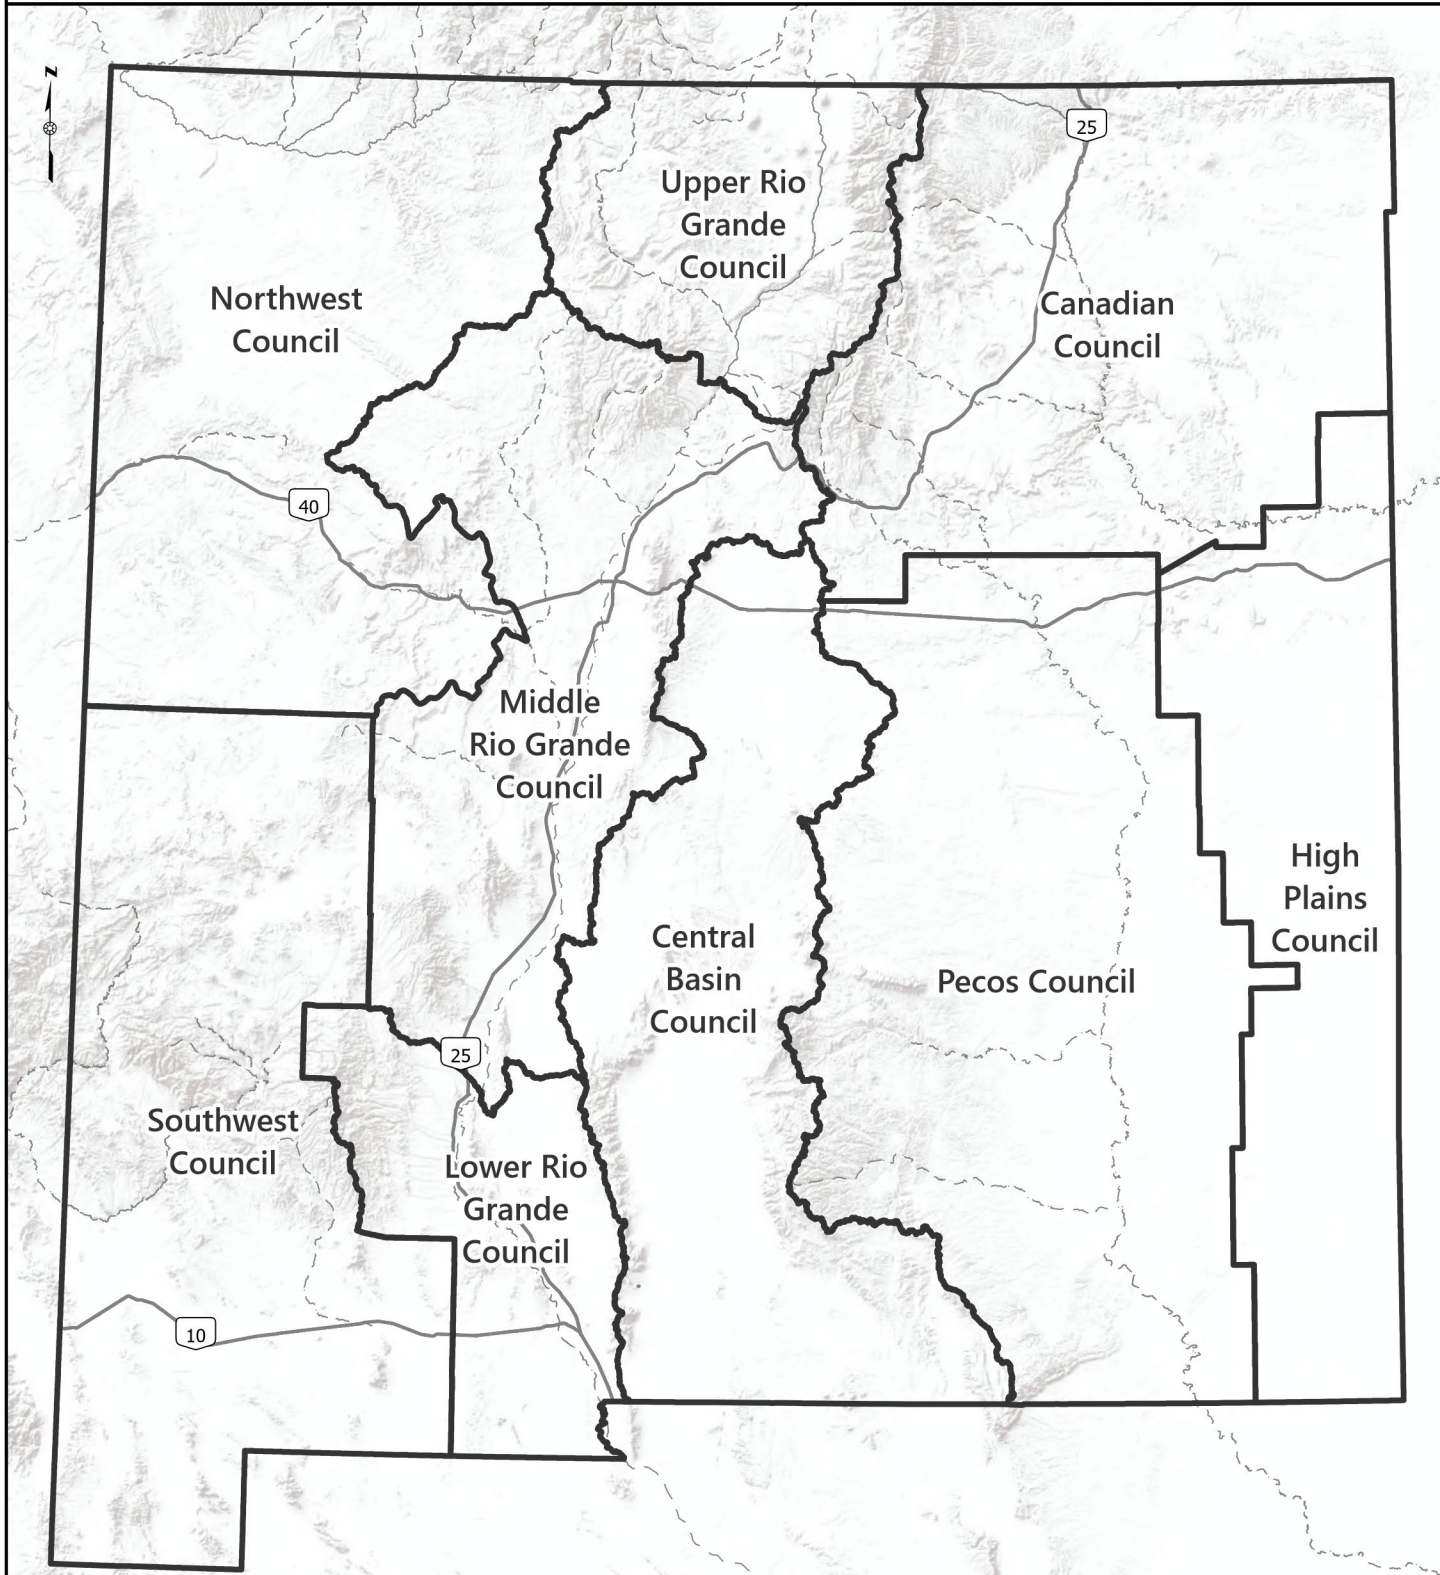 N
25
Upper Rio
Grande
Council
Northwest
Council
Canadian
Council
40
Middle
Rio Grande
Council
High
Plains
Council
Central
Basin
Council
Pecos Council
25
Southwest
Council
Lower Rio
Grande
Council
10